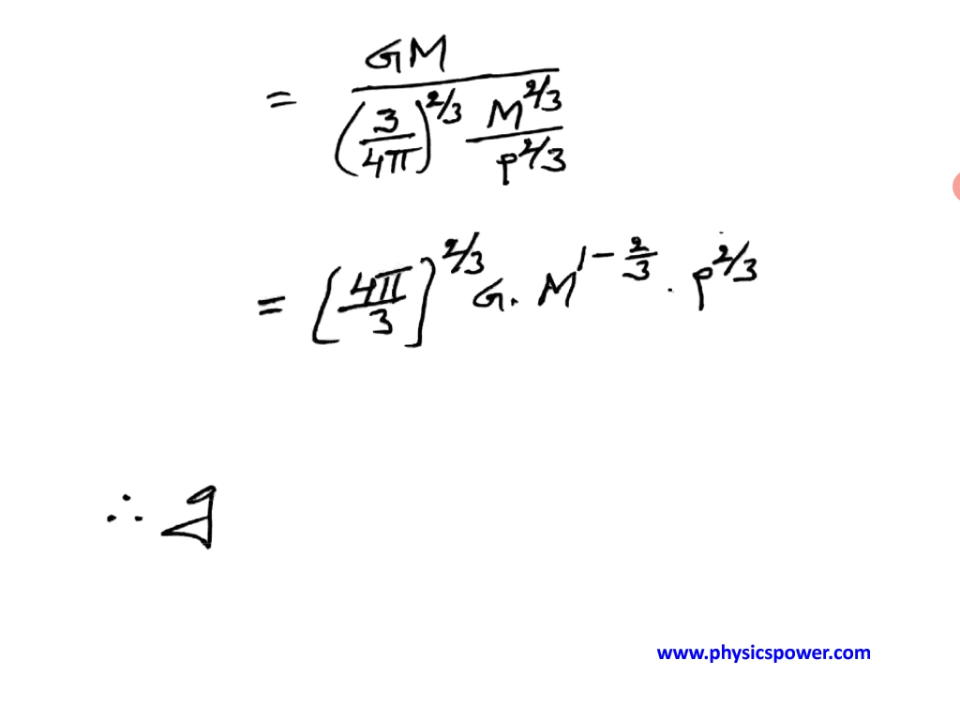 = GM / ((3/4π)^2/3 M^2/3 / ρ^2/3)
= [4π/3]^2/3 G. M^1-2/3 . ρ^2/3
∴ g
www.physicspower.com